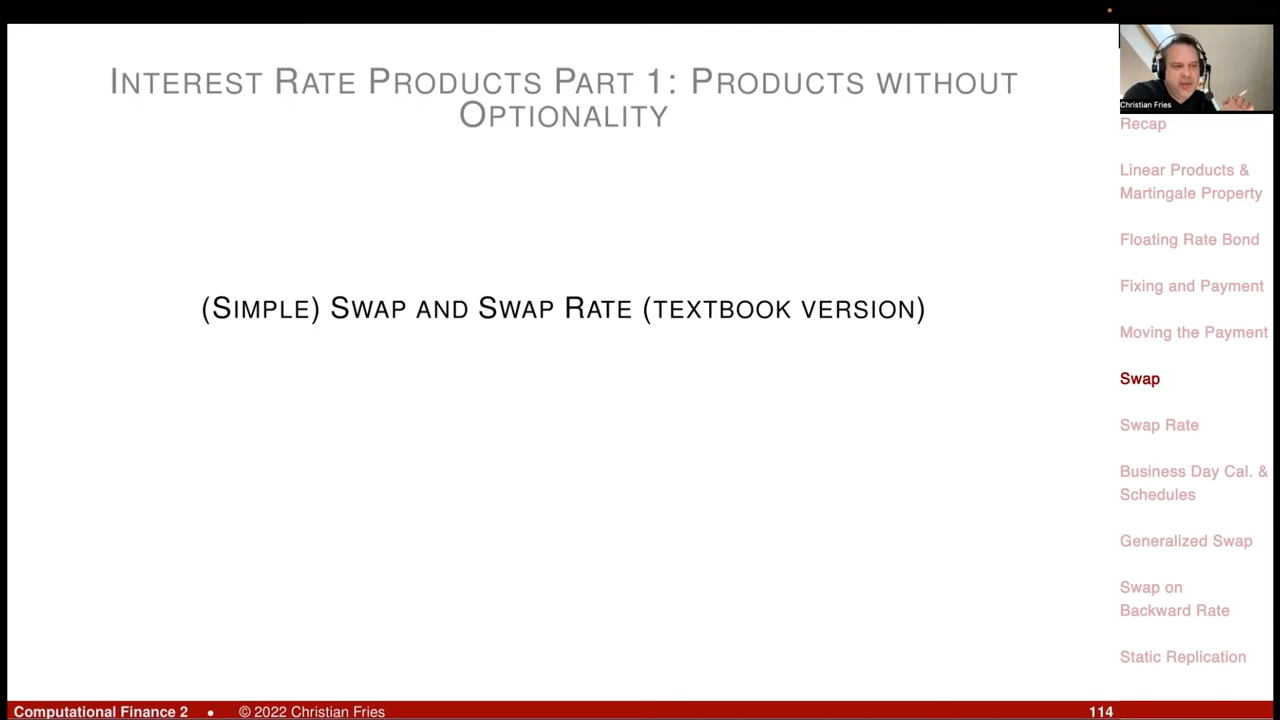 INTEREST RATE PRODUCTS PART 1: PRODUCTS WITHOUT
OPTIONALITY
(SIMPLE) SWAP AND SWAP RATE (TEXTBOOK VERSION)
Christian Fries
Recap
Linear Products &
Martingale Property
Floating Rate Bond
Fixing and Payment
Moving the Payment
Swap
Swap Rate
Business Day Cal. &
Schedules
Generalized Swap
Swap on
Backward Rate
Static Replication
Computational Finance 2 • © 2022 Christian Fries 114